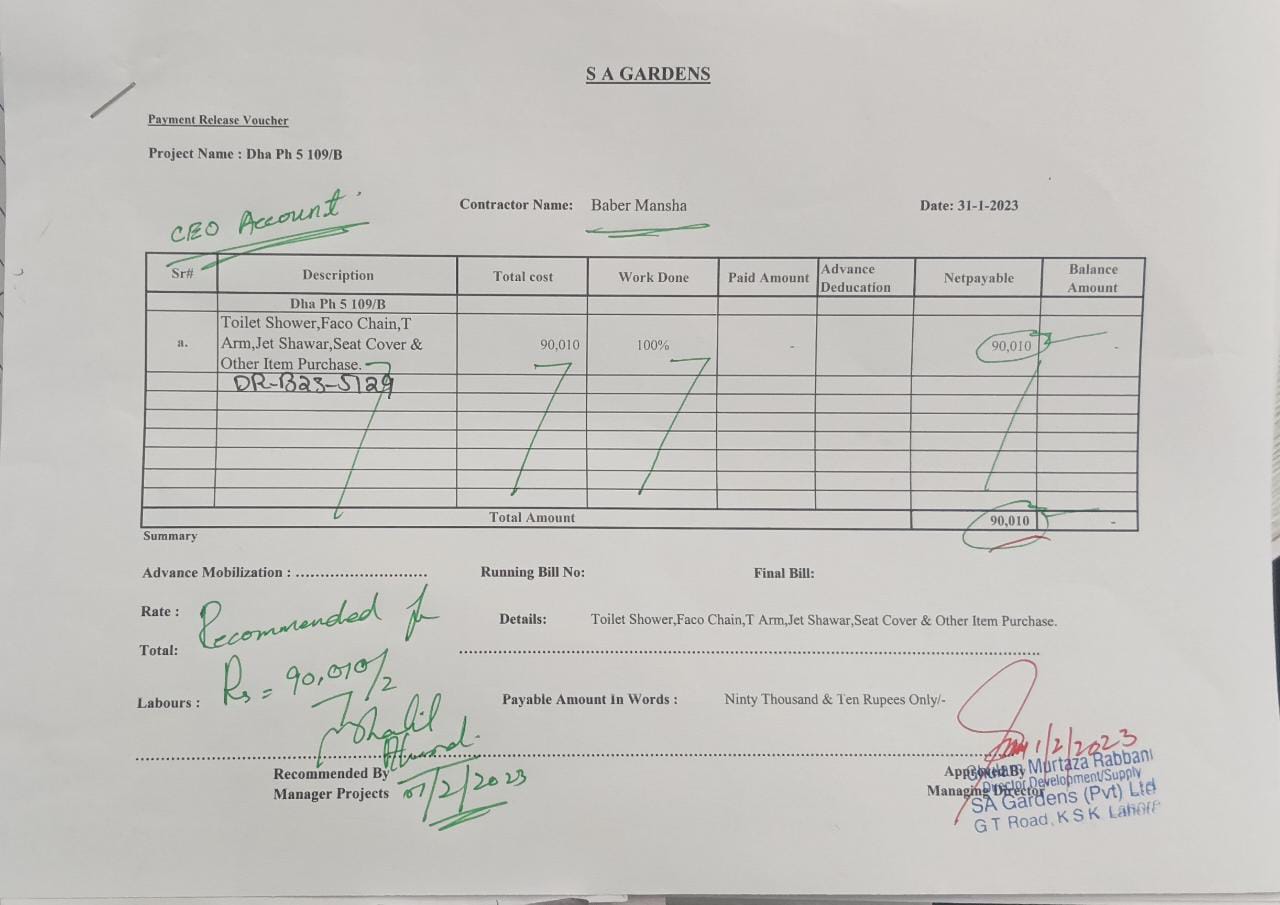 S A GARDENS
Payment Release Voucher
Project Name : Dha Ph 5 109/B
CEO Account
Contractor Name: Baber Mansha
Date: 31-1-2023
Sr# Description Total cost Work Done Paid Amount Advance Deducation Netpayable Balance Amount
Dha Ph 5 109/B
Toilet Shower,Faco Chain,T
a. Arm,Jet Shawar,Seat Cover & 90,010 100% - 90,010 -
Other Item Purchase.
DR-B23-5129
Total Amount 90,010 -
Summary
Advance Mobilization : ........................... Running Bill No: Final Bill:
Rate :
Recommended for
Details: Toilet Shower,Faco Chain,T Arm,Jet Shawar,Seat Cover & Other Item Purchase.
Total:
Rs = 90,010/
Labours :
Payable Amount In Words : Ninty Thousand & Ten Rupees Only/-
Khalil
Ahmad
1/2/2023
Recommended By
Manager Projects
01/2/2023
Approved By
Managing Director
Murtaza Rabbani
Director Development/Supply
SA Gardens (Pvt) Ltd
G T Road, K S K Lahore